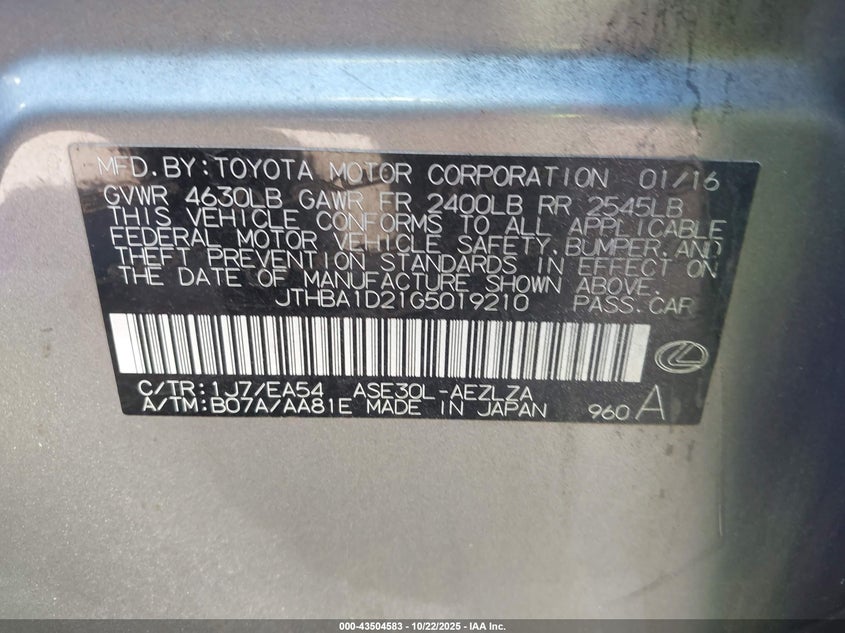 MFD. BY: TOYOTA MOTOR CORPORATION 01/16
GVWR 4630LB GAWR FR 2400LB RR 2545LB
THIS VEHICLE CONFORMS TO ALL APPLICABLE
FEDERAL MOTOR VEHICLE SAFETY, BUMPER, AND
THEFT PREVENTION STANDARDS IN EFFECT ON
THE DATE OF MANUFACTURE SHOWN ABOVE.
JTHBA1D21G5019210 PASS. CAR
C/TR: 1J7/EA54 ASE30L-AEZLZA
A/TM: B07A/AA81E MADE IN JAPAN 960 A
000-43504583 - 10/22/2025 - IAA Inc.